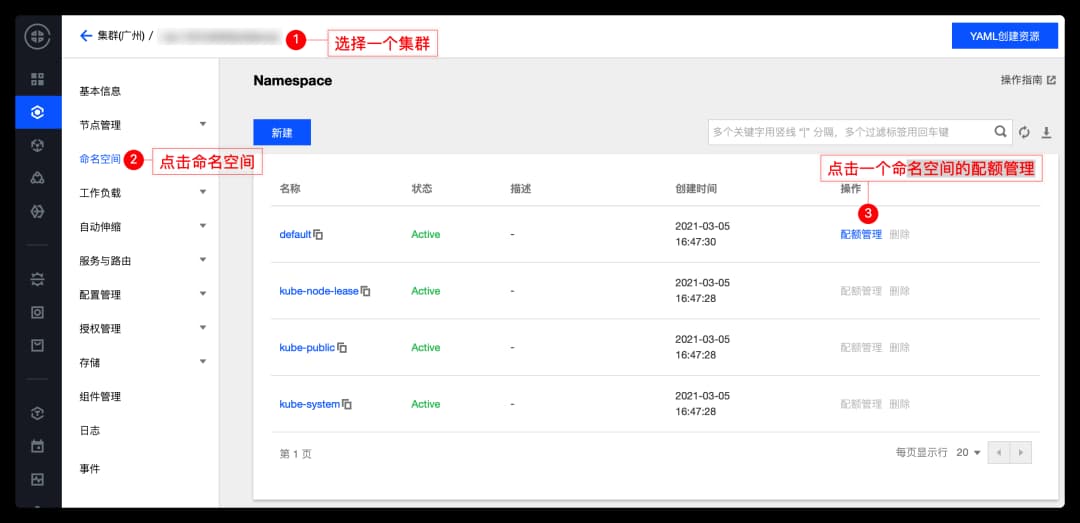 集群(广州) /
1
选择一个集群
YAML创建资源
基本信息
节点管理
命名空间
2
点击命名空间
工作负载
自动伸缩
服务与路由
配置管理
授权管理
存储
组件管理
日志
事件
Namespace
操作指南
新建
多个关键字用竖线 "|" 分隔，多个过滤标签用回车键
点击一个命名空间的配额管理
3
名称 状态 描述 创建时间 操作
default Active - 2021-03-05 配额管理 删除
16:47:30
kube-node-lease Active - 2021-03-05 配额管理 删除
16:47:28
kube-public Active - 2021-03-05 配额管理 删除
16:47:28
kube-system Active - 2021-03-05 配额管理 删除
16:47:28
第 1 页
每页显示行 20